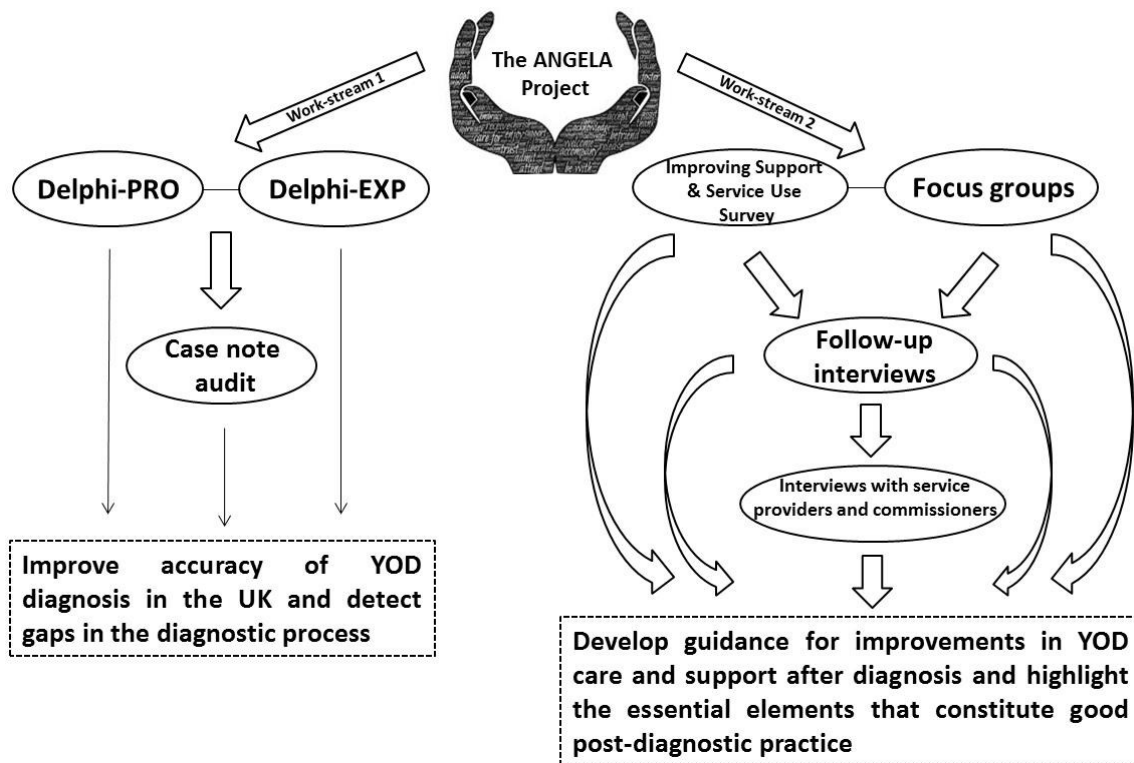 The ANGELA
Project
Work-stream 1
Work-stream 2
Delphi-PRO
Delphi-EXP
Improving Support
& Service Use
Survey
Focus groups
Case note
audit
Follow-up
interviews
Interviews with service
providers and commissioners
Improve accuracy of YOD
diagnosis in the UK and detect
gaps in the diagnostic process
Develop guidance for improvements in YOD
care and support after diagnosis and highlight
the essential elements that constitute good
post-diagnostic practice